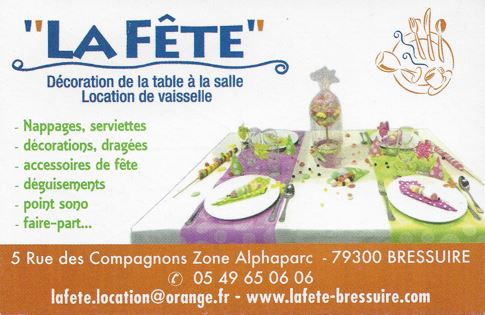 "LA FÊTE"
Décoration de la table à la salle
Location de vaisselle
- Nappages, serviettes
- décorations, dragées
- accessoires de fête
- déguisements
- point sono
- faire-part...
5 Rue des Compagnons Zone Alphaparc - 79300 BRESSUIRE
✆ 05 49 65 06 06
lafete.location@orange.fr - www.lafete-bressuire.com